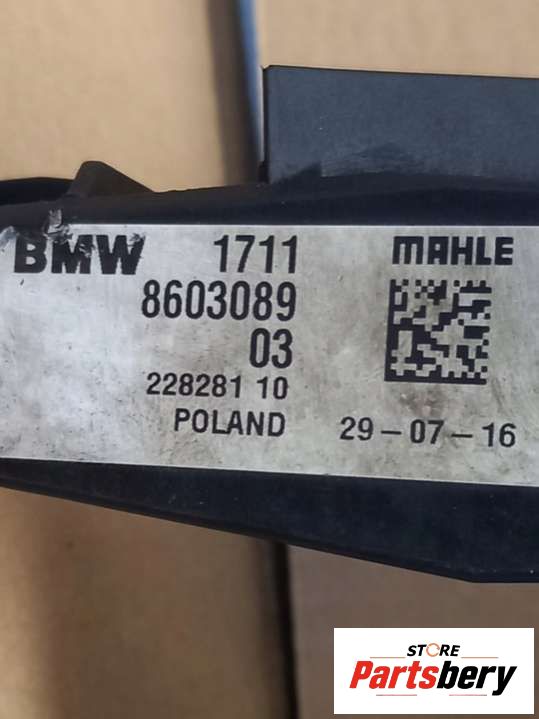 BMW 1711 MAHLE
8603089
03
228281 10
POLAND 29-07-16
STORE
Partsbery